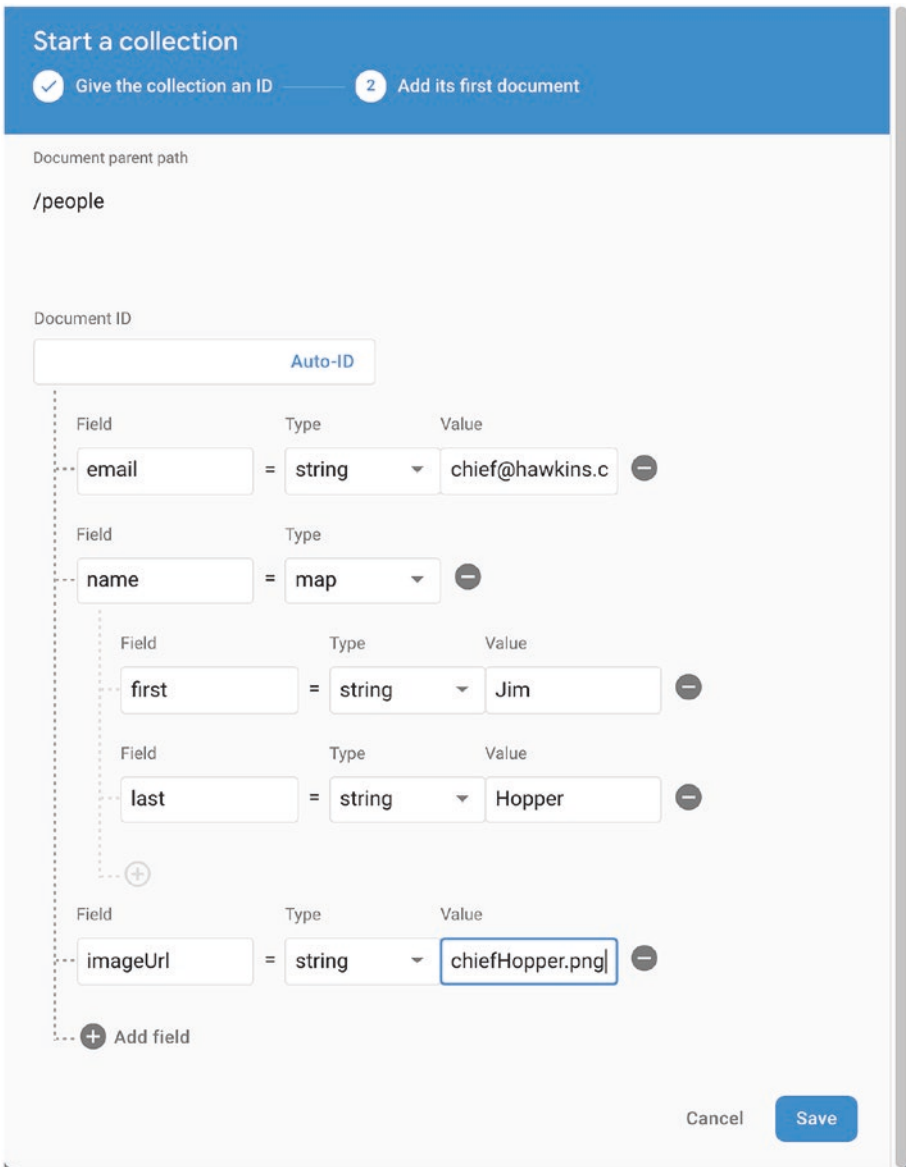 Start a collection
Give the collection an ID 2 Add its first document
Document parent path
/people
Document ID
Auto-ID
Field Type Value
email = string chief@hawkins.c
Field Type
name = map
Field Type Value
first = string Jim
Field Type Value
last = string Hopper
Field Type Value
imageUrl = string chiefHopper.png
Add field
Cancel Save